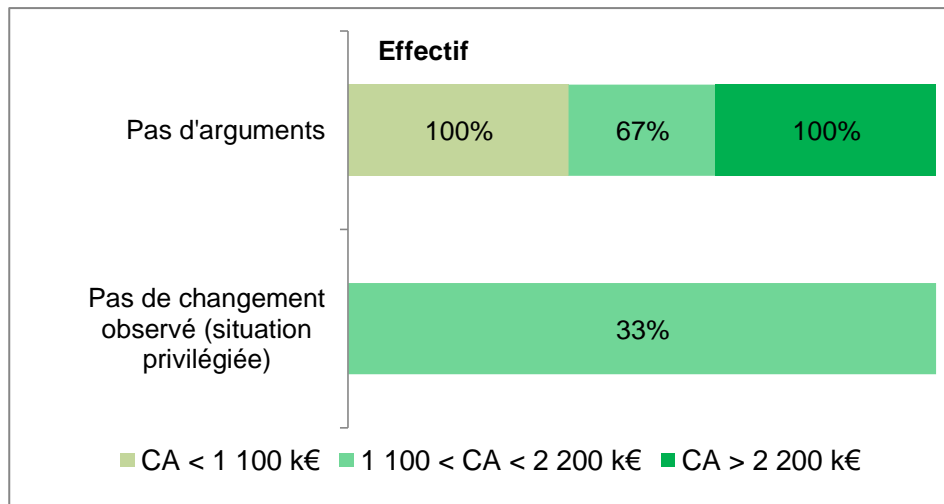 Effectif
Pas d'arguments
100%
67%
100%
Pas de changement
observé (situation
privilégiée)
33%
CA < 1 100 k€
1 100 < CA < 2 200 k€
CA > 2 200 k€